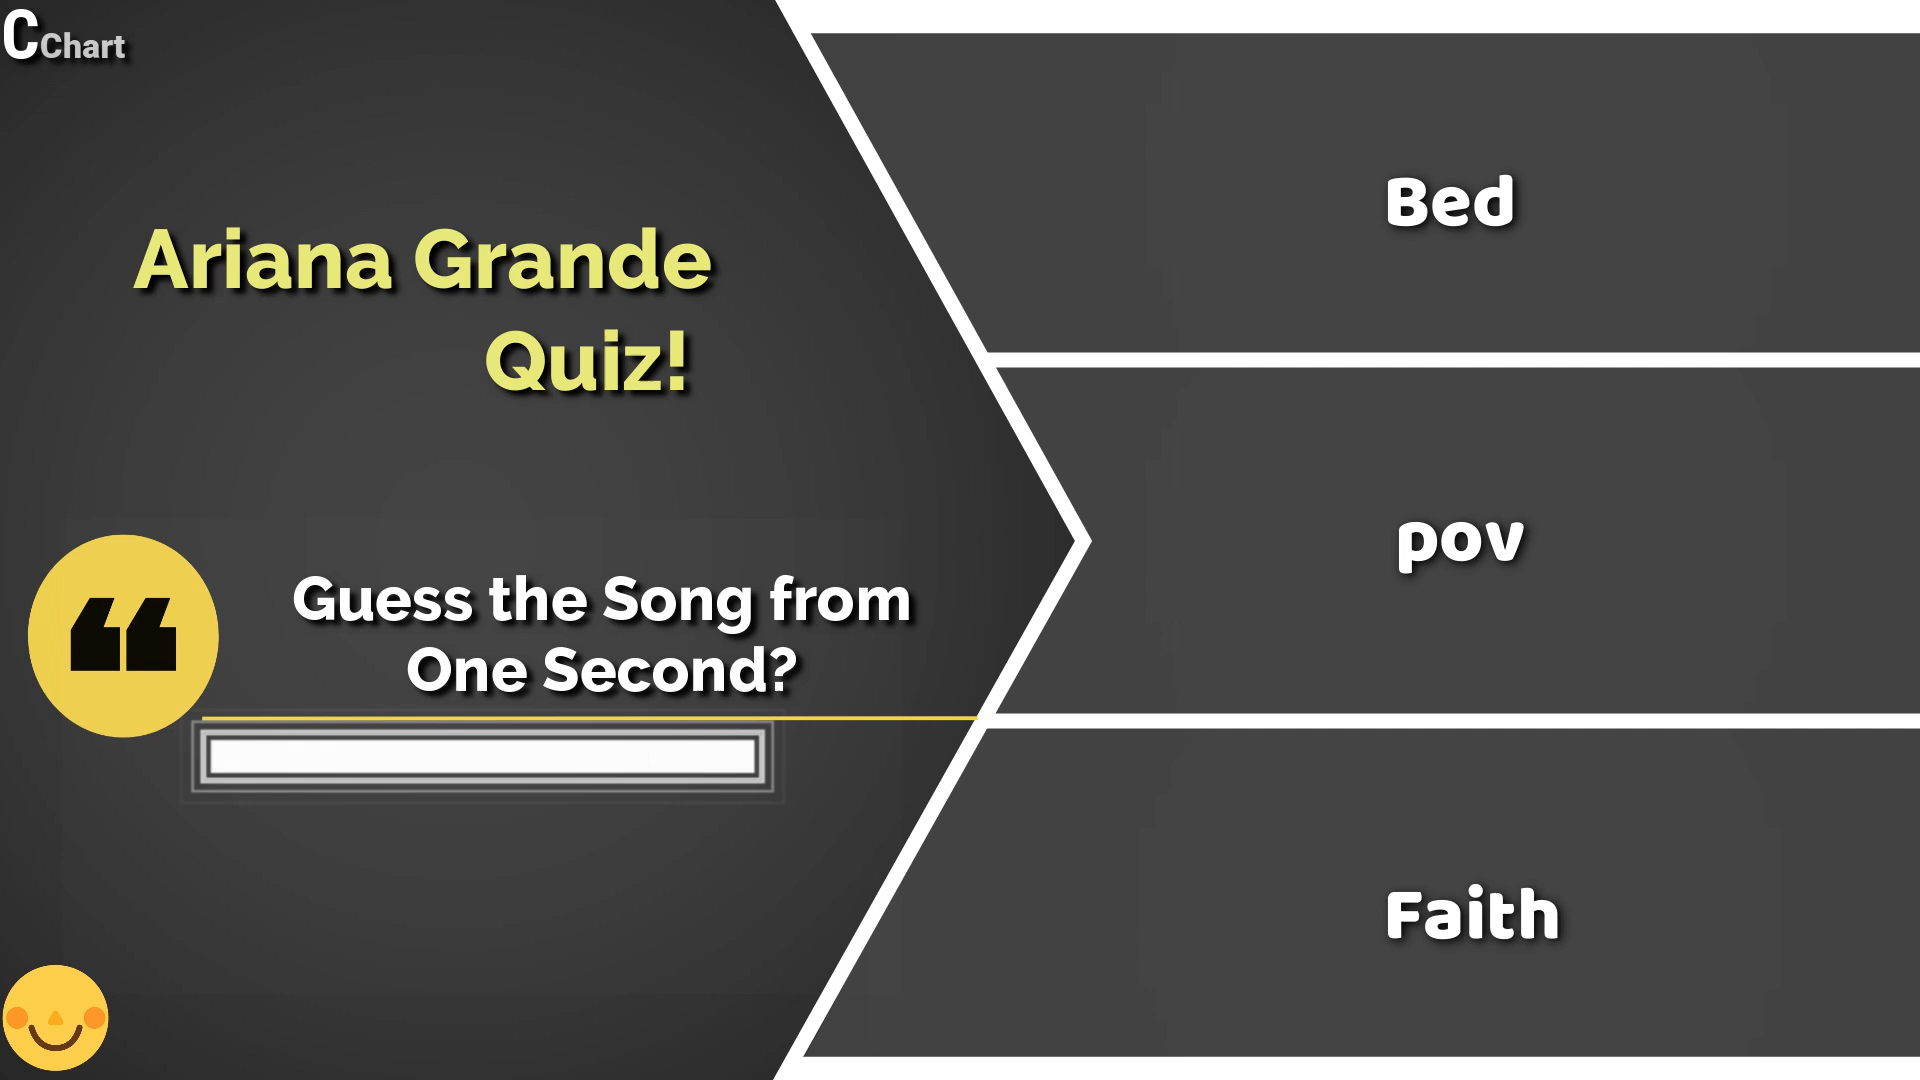 CChart
Ariana Grande
Quiz!
❝
Guess the Song from
One Second?
Bed
pov
Faith